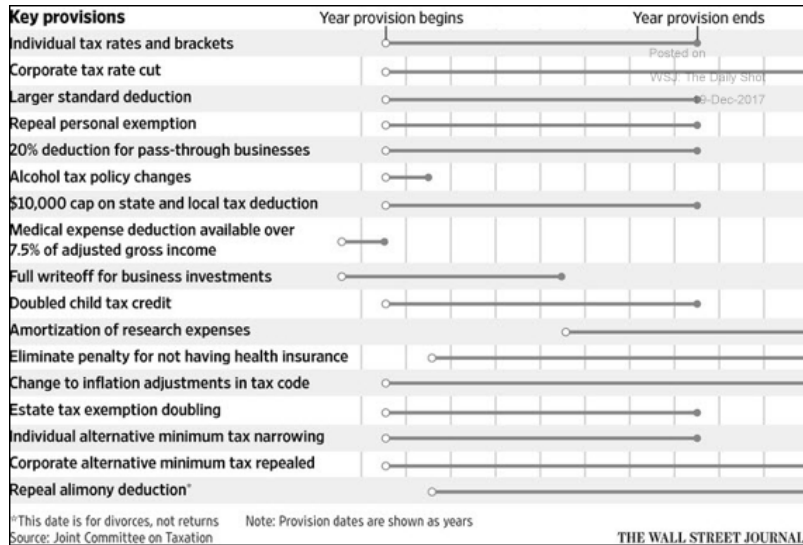 Key provisions Year provision begins Year provision ends
Individual tax rates and brackets
Posted on
Corporate tax rate cut
WSJ: The Daily Shot
Larger standard deduction
9-Dec-2017
Repeal personal exemption
20% deduction for pass-through businesses
Alcohol tax policy changes
$10,000 cap on state and local tax deduction
Medical expense deduction available over
7.5% of adjusted gross income
Full writeoff for business investments
Doubled child tax credit
Amortization of research expenses
Eliminate penalty for not having health insurance
Change to inflation adjustments in tax code
Estate tax exemption doubling
Individual alternative minimum tax narrowing
Corporate alternative minimum tax repealed
Repeal alimony deduction*
*This date is for divorces, not returns Note: Provision dates are shown as years
Source: Joint Committee on Taxation THE WALL STREET JOURNAL